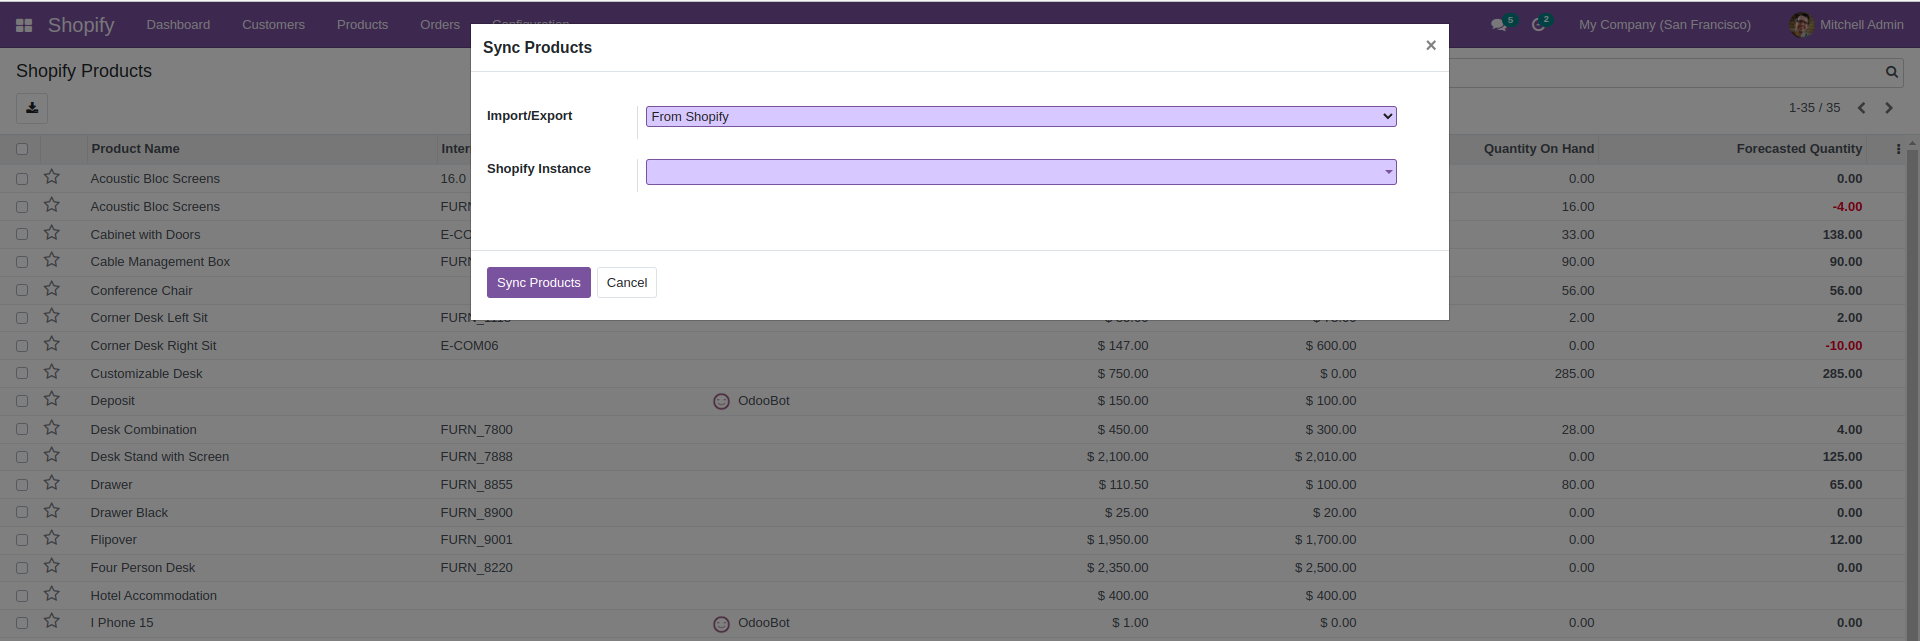 Shopify Dashboard Customers Products Orders Configuration 5 2 My Company (San Francisco) Mitchell Admin
Sync Products ×
Shopify Products
1-35 / 35
Import/Export From Shopify
Shopify Instance
Sync Products Cancel
Product Name Quantity On Hand Forecasted Quantity
Acoustic Bloc Screens 16.0 0.00 0.00
Acoustic Bloc Screens 16.00 -4.00
Cabinet with Doors 33.00 138.00
Cable Management Box 90.00 90.00
Conference Chair 56.00 56.00
Corner Desk Left Sit 2.00 2.00
Corner Desk Right Sit E-COM06 $ 147.00 $ 600.00 0.00 -10.00
Customizable Desk $ 750.00 $ 0.00 285.00 285.00
Deposit OdooBot $ 150.00 $ 100.00
Desk Combination FURN_7800 $ 450.00 $ 300.00 28.00 4.00
Desk Stand with Screen FURN_7888 $ 2,100.00 $ 2,010.00 0.00 125.00
Drawer FURN_8855 $ 110.50 $ 100.00 80.00 65.00
Drawer Black FURN_8900 $ 25.00 $ 20.00 0.00 0.00
Flipover FURN_9001 $ 1,950.00 $ 1,700.00 0.00 12.00
Four Person Desk FURN_8220 $ 2,350.00 $ 2,500.00 0.00 0.00
Hotel Accommodation $ 400.00 $ 400.00
I Phone 15 OdooBot $ 1.00 $ 0.00 0.00 0.00